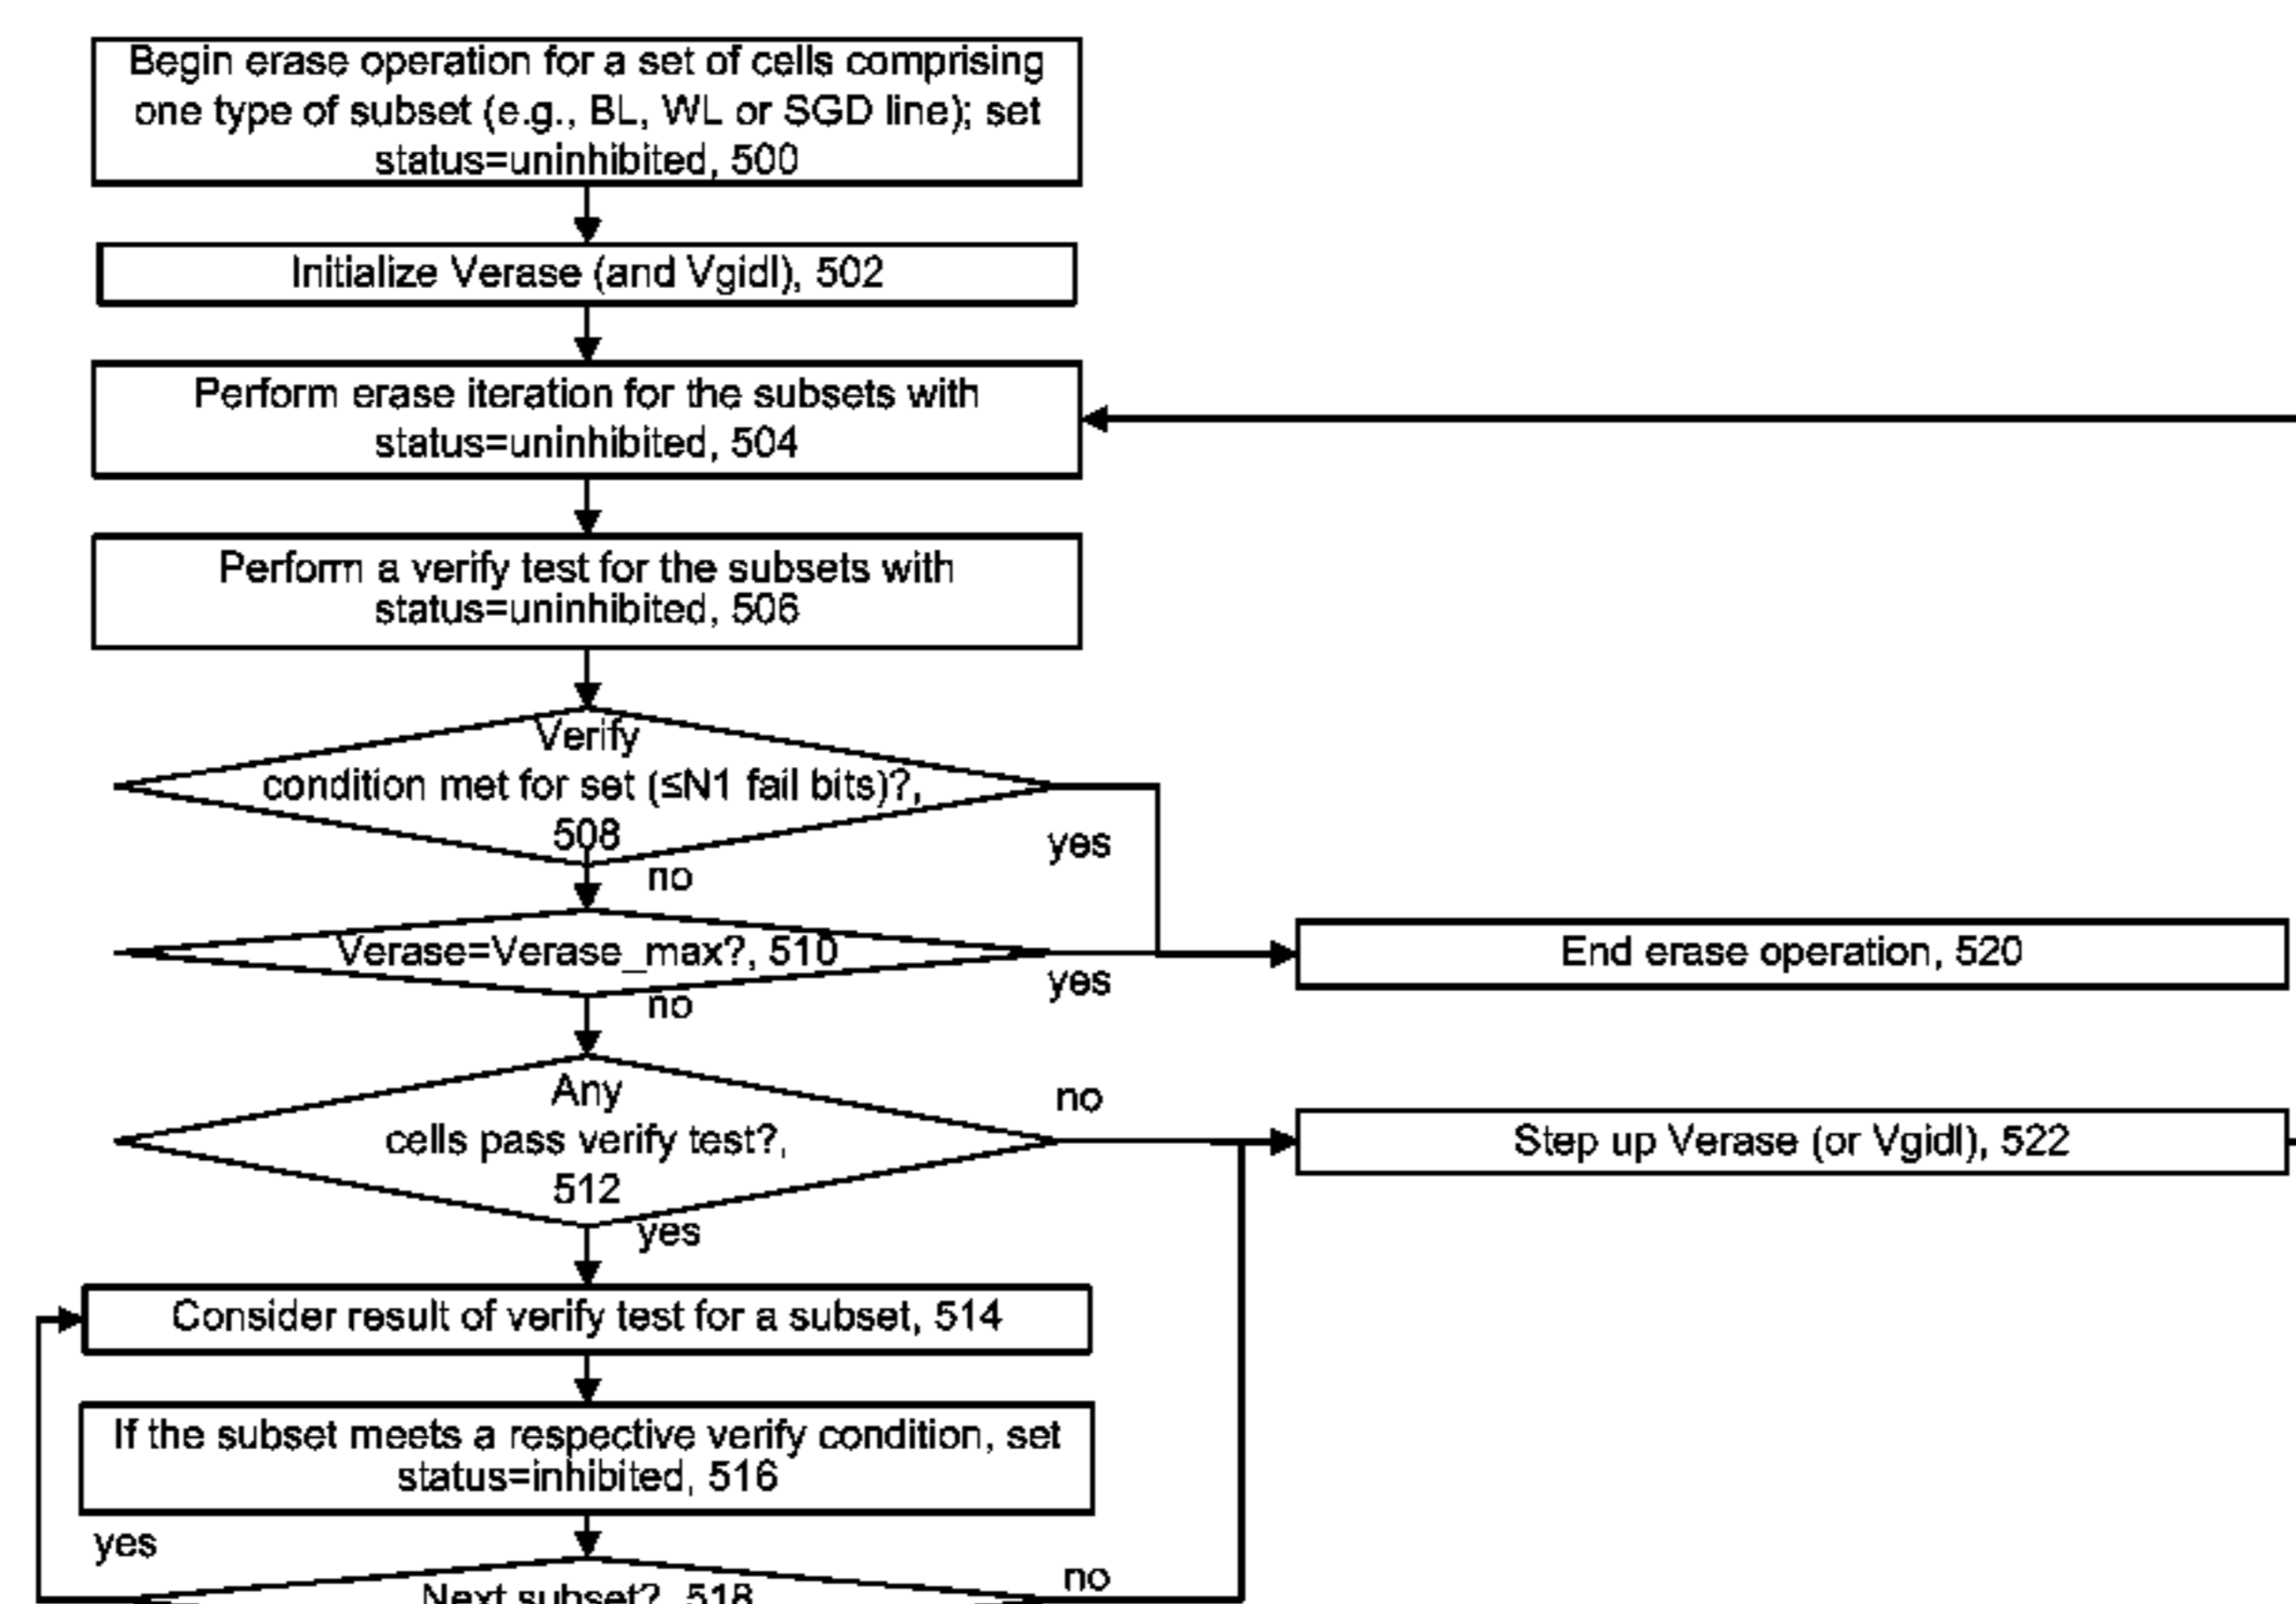 Begin erase operation for a set of cells comprising
one type of subset (e.g., BL, WL or SGD line); set
status=uninhibited, 500
Initialize Verase (and Vgidl), 502
Perform erase iteration for the subsets with
status=uninhibited, 504
Perform a verify test for the subsets with
status=uninhibited, 506
Verify
condition met for set (≤N1 fail bits)?,
508
yes
no
Verase=Verase_max?, 510
End erase operation, 520
yes
no
Any
no
cells pass verify test?,
Step up Verase (or Vgidl), 522
512
yes
Consider result of verify test for a subset, 514
If the subset meets a respective verify condition, set
status=inhibited, 516
yes
no
Next subset?, 518